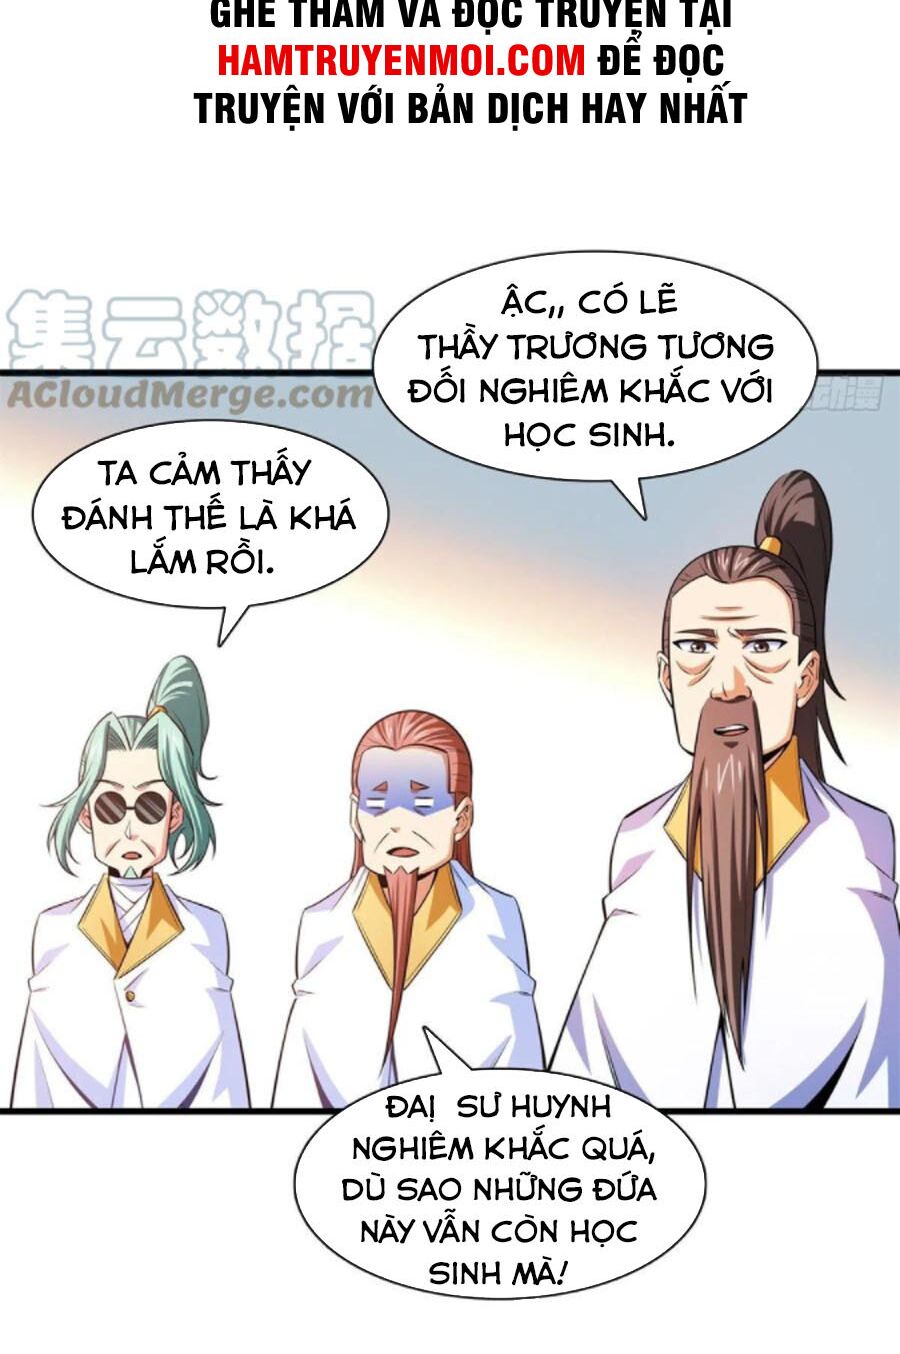 GHÉ THĂM VÀ ĐỌC TRUYỆN TẠI
HAMTRUYENMOI.COM ĐỂ ĐỌC
TRUYỆN VỚI BẢN DỊCH HAY NHẤT
集云数据
ACloudMerge.com
ẬC,, CÓ LẼ
THẦY TRƯƠNG TƯƠNG
ĐỐI NGHIÊM KHẮC VỚI
HỌC SINH.
TA CẢM THẤY
ĐÁNH THẾ LÀ KHÁ
LẮM RỒI.
ĐAỊ SƯ HUYNH
NGHIÊM KHẮC QUÁ,
DÙ SAO NHỮNG ĐỨA
NÀY VẪN CÒN HỌC
SINH MÀ!